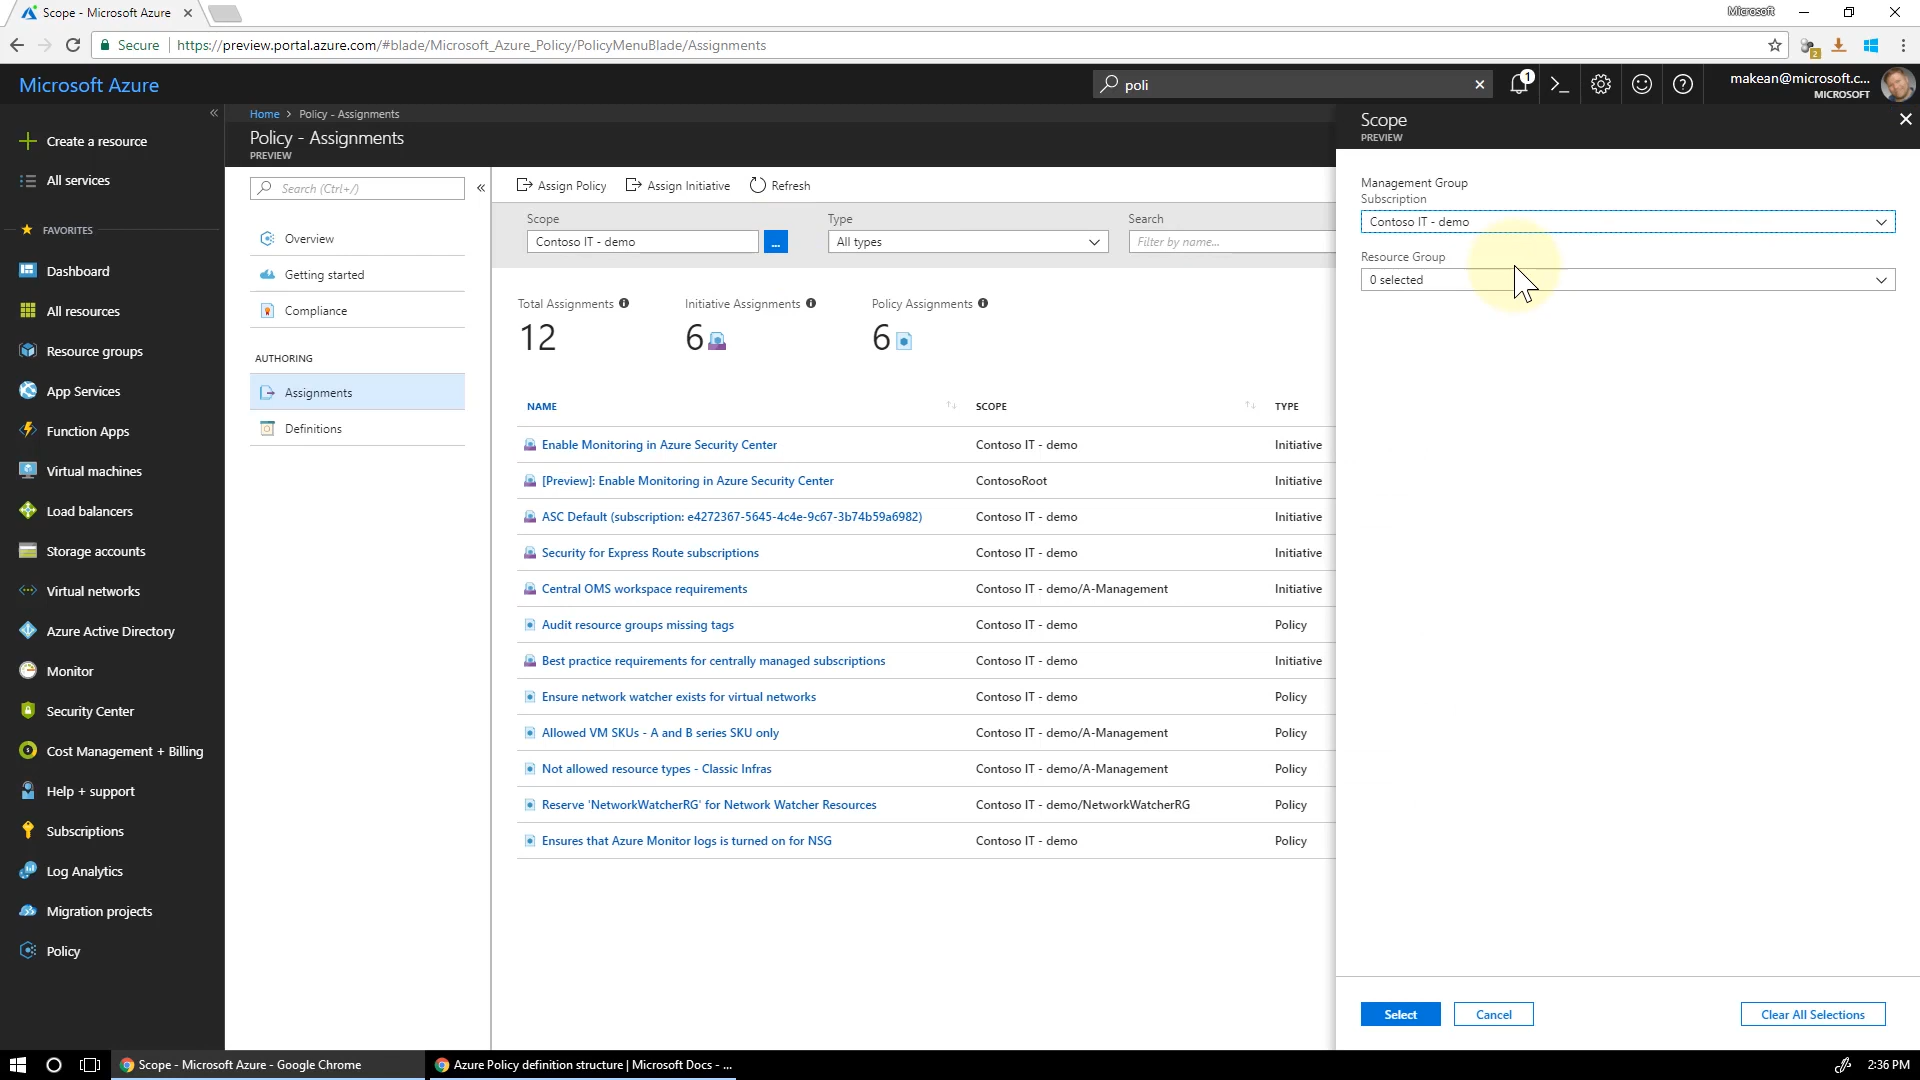 Scope - Microsoft Azure
Microsoft
Secure
https://preview.portal.azure.com/#blade/Microsoft_Azure_Policy/PolicyMenuBlade/Assignments
2
Microsoft Azure
poli
1
makean@microsoft.c...
MICROSOFT
Create a resource
All services
FAVORITES
Dashboard
All resources
Resource groups
App Services
Function Apps
Virtual machines
Load balancers
Storage accounts
Virtual networks
Azure Active Directory
Monitor
Security Center
Cost Management + Billing
Help + support
Subscriptions
Log Analytics
Migration projects
Policy
Home > Policy - Assignments
Policy - Assignments
PREVIEW
Search (Ctrl+/)
Overview
Getting started
Compliance
AUTHORING
Assignments
Definitions
Assign Policy Assign Initiative Refresh
Scope Type Search
Contoso IT - demo ... All types Filter by name...
Total Assignments Initiative Assignments Policy Assignments
12 6 6
NAME SCOPE TYPE
Enable Monitoring in Azure Security Center Contoso IT - demo Initiative
[Preview]: Enable Monitoring in Azure Security Center ContosoRoot Initiative
ASC Default (subscription: e4272367-5645-4c4e-9c67-3b74b59a6982) Contoso IT - demo Initiative
Security for Express Route subscriptions Contoso IT - demo Initiative
Central OMS workspace requirements Contoso IT - demo/A-Management Initiative
Audit resource groups missing tags Contoso IT - demo Policy
Best practice requirements for centrally managed subscriptions Contoso IT - demo Initiative
Ensure network watcher exists for virtual networks Contoso IT - demo Policy
Allowed VM SKUs - A and B series SKU only Contoso IT - demo/A-Management Policy
Not allowed resource types - Classic Infras Contoso IT - demo/A-Management Policy
Reserve 'NetworkWatcherRG' for Network Watcher Resources Contoso IT - demo/NetworkWatcherRG Policy
Ensures that Azure Monitor logs is turned on for NSG Contoso IT - demo Policy
Scope
PREVIEW
Management Group
Subscription
Contoso IT - demo
Resource Group
0 selected
Select Cancel Clear All Selections
Scope - Microsoft Azure - Google Chrome
Azure Policy definition structure | Microsoft Docs - ...
2:36 PM